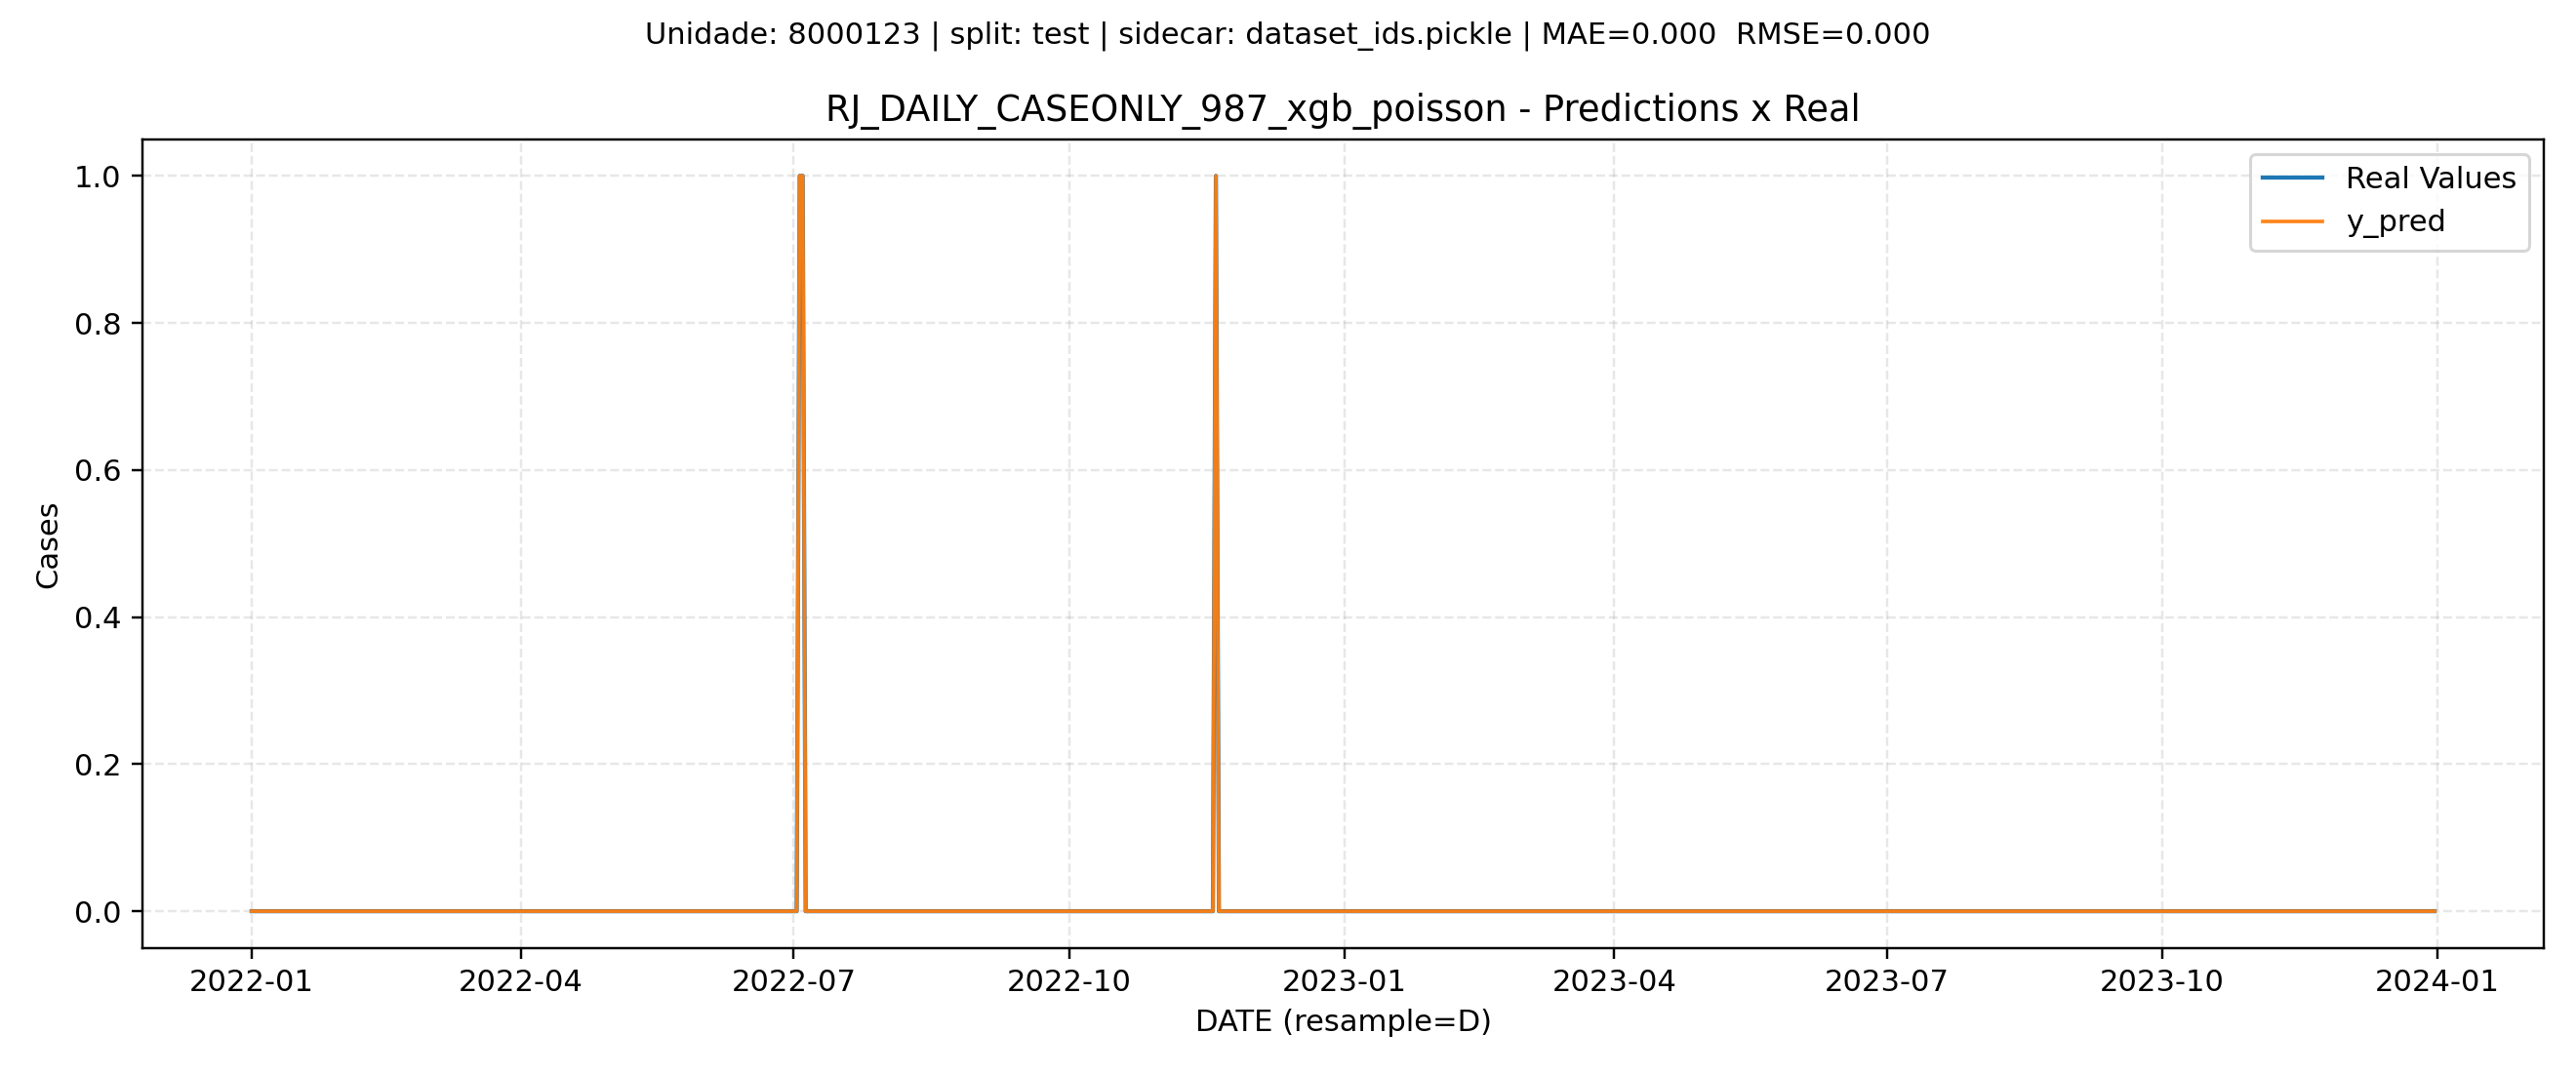 Unidade: 8000123 | split: test | sidecar: dataset_ids.pickle | MAE=0.000  RMSE=0.000
RJ_DAILY_CASEONLY_987_xgb_poisson - Predictions x Real
Real Values
y_pred
1.0
0.8
0.6
0.4
0.2
0.0
Cases
2022-01 2022-04 2022-07 2022-10 2023-01 2023-04 2023-07 2023-10 2024-01
DATE (resample=D)